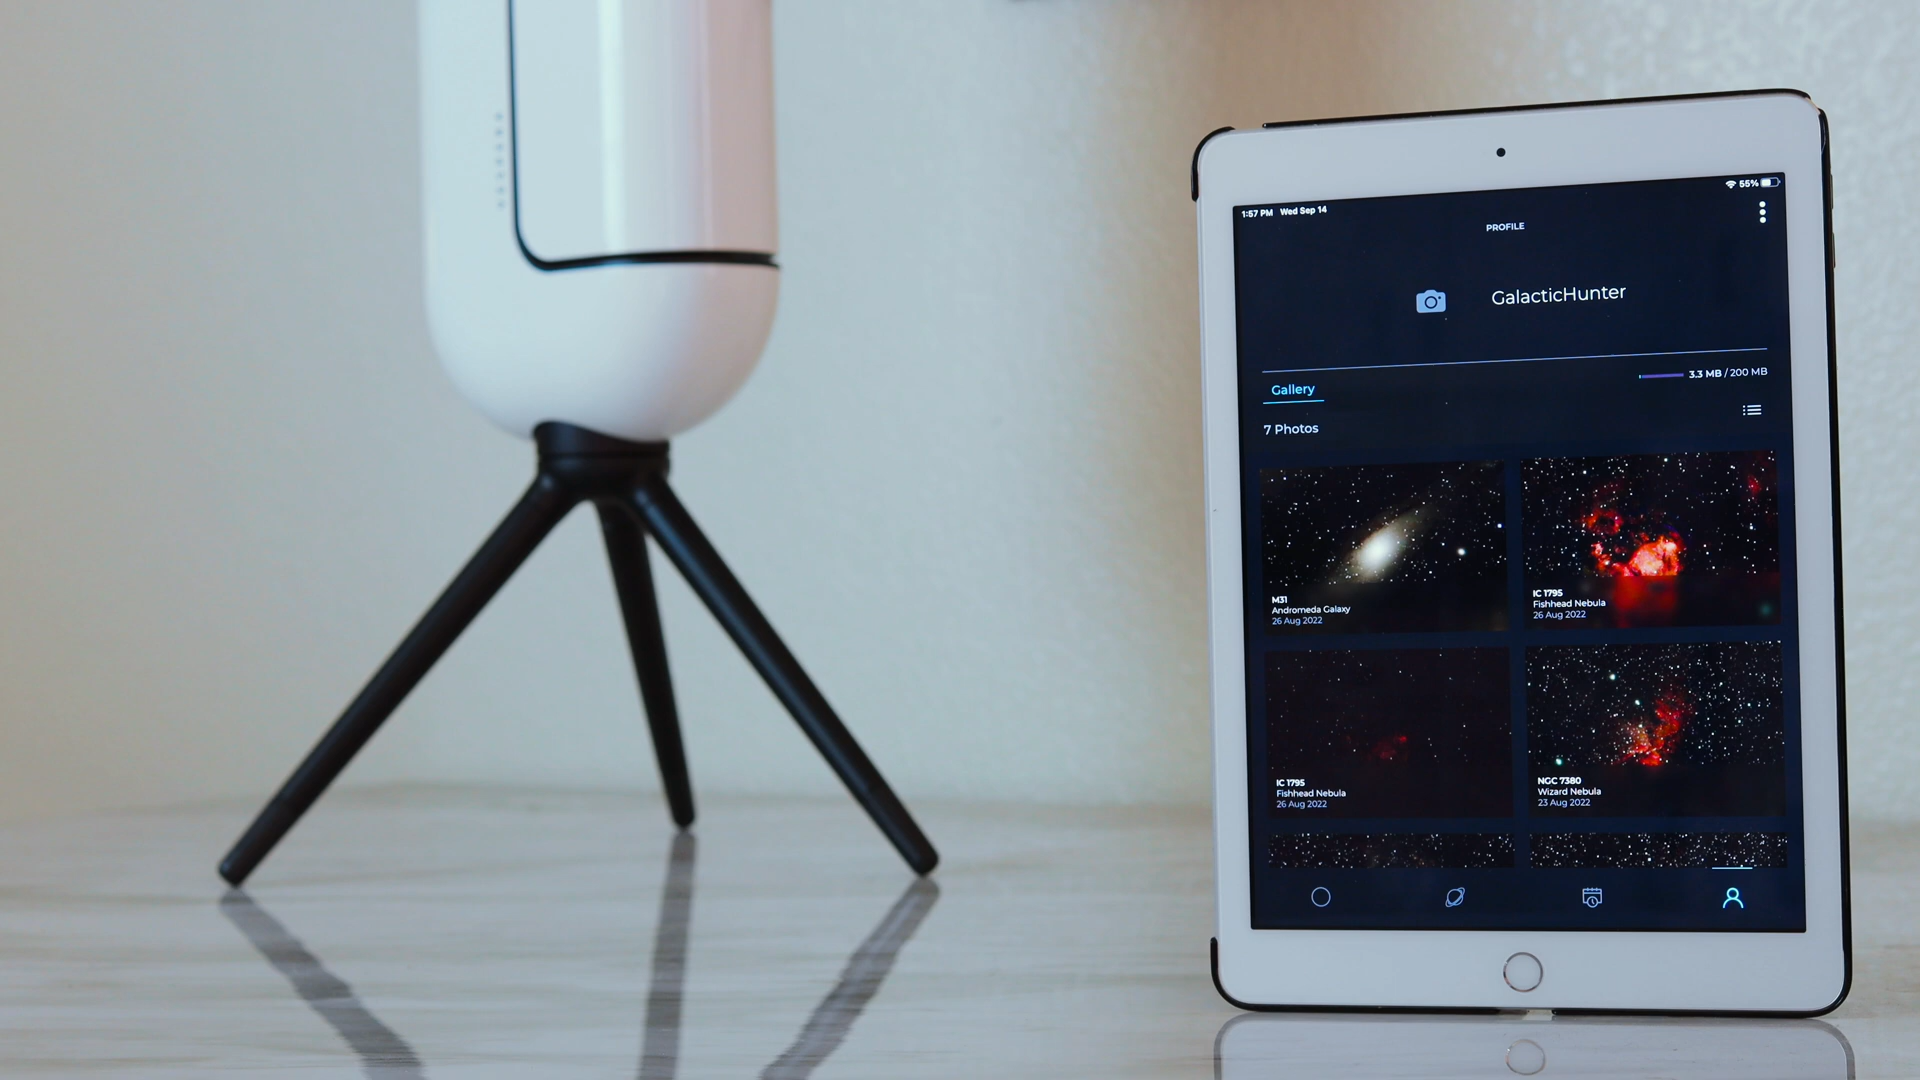 1:57 PM Wed Sep 14
55%
PROFILE
GalacticHunter
3.3 MB / 200 MB
Gallery
7 Photos
M31
Andromeda Galaxy
26 Aug 2022
IC 1795
Fishhead Nebula
26 Aug 2022
IC 1795
Fishhead Nebula
26 Aug 2022
NGC 7380
Wizard Nebula
23 Aug 2022